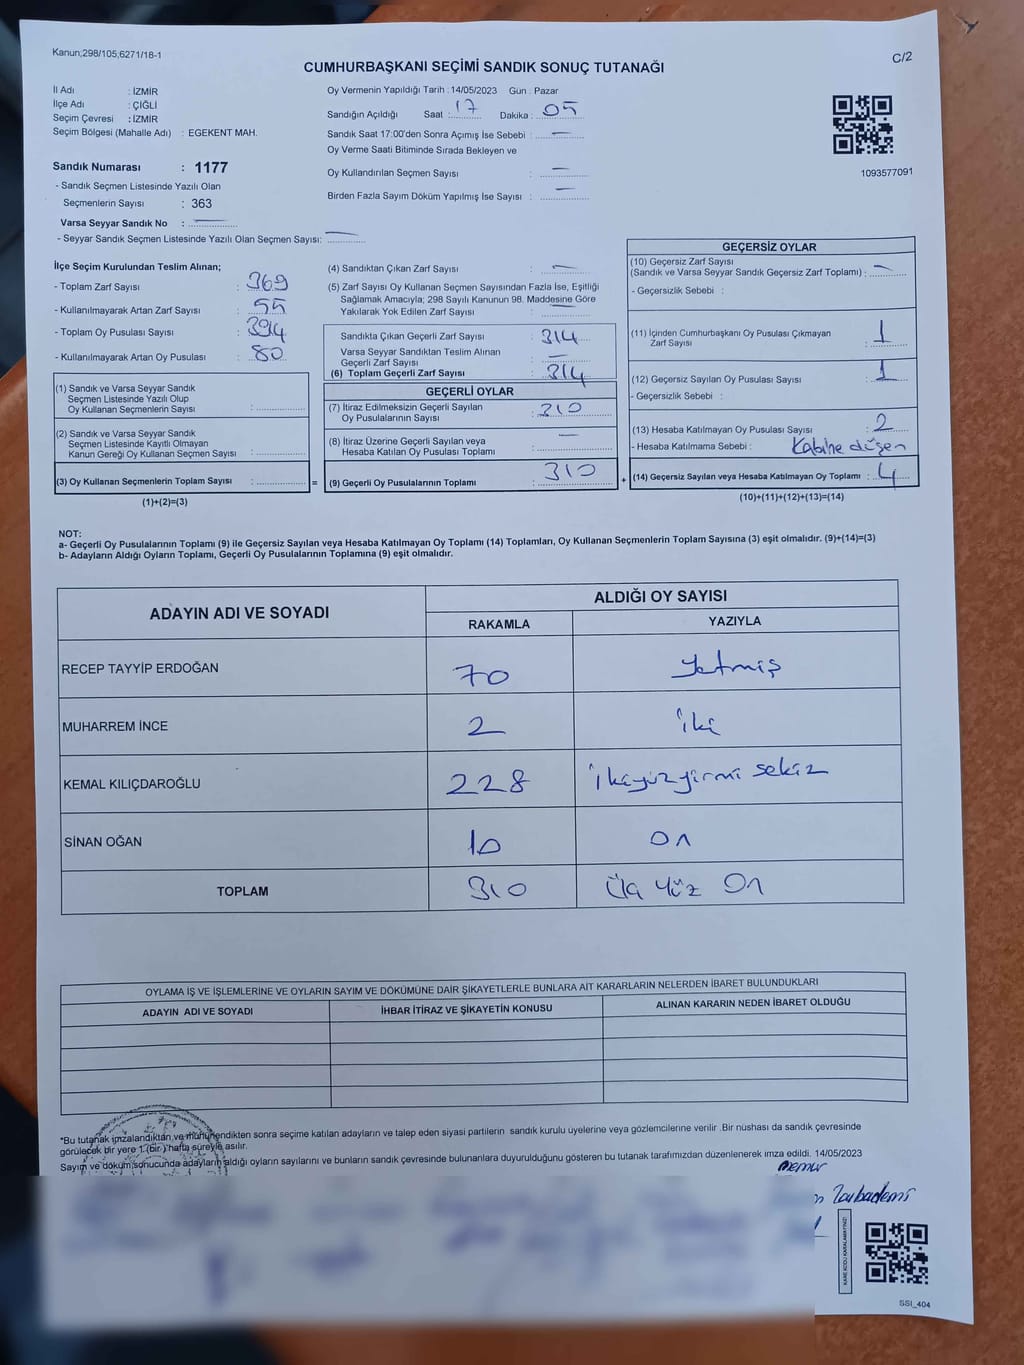 Kanun;298/105,6271/18-1
C/2
CUMHURBAŞKANI SEÇİMİ SANDIK SONUÇ TUTANAĞI
İl Adı : İZMİR
İlçe Adı : ÇİĞLİ
Seçim Çevresi : İZMİR
Seçim Bölgesi (Mahalle Adı) : EGEKENT MAH.
Sandık Numarası : 1177
- Sandık Seçmen Listesinde Yazılı Olan
Seçmenlerin Sayısı : 363
Varsa Seyyar Sandık No :
- Seyyar Sandık Seçmen Listesinde Yazılı Olan Seçmen Sayısı:
Oy Vermenin Yapıldığı Tarih : 14/05/2023 Gün : Pazar
Sandığın Açıldığı Saat : 17 Dakika : 05
Sandık Saat 17:00'den Sonra Açımış İse Sebebi :
Oy Verme Saati Bitiminde Sırada Bekleyen ve
Oy Kullandırılan Seçmen Sayısı :
Birden Fazla Sayım Döküm Yapılmış İse Sayısı :
1093577091
İlçe Seçim Kurulundan Teslim Alınan;
- Toplam Zarf Sayısı : 369
- Kullanılmayarak Artan Zarf Sayısı : 55
- Toplam Oy Pusulası Sayısı : 394
- Kullanılmayarak Artan Oy Pusulası : 80
(1) Sandık ve Varsa Seyyar Sandık
Seçmen Listesinde Yazılı Olup
Oy Kullanan Seçmenlerin Sayısı :
(2) Sandık ve Varsa Seyyar Sandık
Seçmen Listesinde Kayıtlı Olmayan
Kanun Gereği Oy Kullanan Seçmen Sayısı :
(3) Oy Kullanan Seçmenlerin Toplam Sayısı : =
(1)+(2)=(3)
(4) Sandıktan Çıkan Zarf Sayısı :
(5) Zarf Sayısı Oy Kullanan Seçmen Sayısından Fazla İse, Eşitliği
Sağlamak Amacıyla; 298 Sayılı Kanunun 98. Maddesine Göre
Yakılarak Yok Edilen Zarf Sayısı :
Sandıkta Çıkan Geçerli Zarf Sayısı : 314
Varsa Seyyar Sandıktan Teslim Alınan
Geçerli Zarf Sayısı :
(6) Toplam Geçerli Zarf Sayısı : 314
GEÇERLİ OYLAR
(7) İtiraz Edilmeksizin Geçerli Sayılan
Oy Pusulalarının Sayısı : 310
(8) İtiraz Üzerine Geçerli Sayılan veya
Hesaba Katılan Oy Pusulaları Toplamı :
(9) Geçerli Oy Pusulalarının Toplamı : 310 +
GEÇERSİZ OYLAR
(10) Geçersiz Zarf Sayısı
(Sandık ve Varsa Seyyar Sandık Geçersiz Zarf Toplamı) :
- Geçersizlik Sebebi :
(11) İçinden Cumhurbaşkanı Oy Pusulası Çıkmayan
Zarf Sayısı : 1
(12) Geçersiz Sayılan Oy Pusulası Sayısı : 1
- Geçersizlik Sebebi :
(13) Hesaba Katılmayan Oy Pusulası Sayısı : 2
- Hesaba Katılmama Sebebi : Kabine düşen
(14) Geçersiz Sayılan veya Hesaba Katılmayan Oy Toplamı : 4
(10)+(11)+(12)+(13)=(14)
NOT:
a- Geçerli Oy Pusulalarının Toplamı (9) ile Geçersiz Sayılan veya Hesaba Katılmayan Oy Toplamı (14) Toplamları, Oy Kullanan Seçmenlerin Toplam Sayısına (3) eşit olmalıdır. (9)+(14)=(3)
b- Adayların Aldığı Oyların Toplamı, Geçerli Oy Pusulalarının Toplamına (9) eşit olmalıdır.
ADAYIN ADI VE SOYADI ALDIĞI OY SAYISI
RAKAMLA YAZIYLA
RECEP TAYYİP ERDOĞAN 70 Yetmiş
MUHARREM İNCE 2 iki
KEMAL KILIÇDAROĞLU 228 ikiyüzyirmi sekiz
SİNAN OĞAN 10 On
TOPLAM 310 Üç Yüz On
OYLAMA İŞ VE İŞLEMLERİNE VE OYLARIN SAYIM VE DÖKÜMÜNE DAİR ŞİKAYETLERLE BUNLARA AİT KARARLARIN NELERDEN İBARET BULUNDUKLARI
ADAYIN ADI VE SOYADI İHBAR İTİRAZ VE ŞİKAYETİN KONUSU ALINAN KARARIN NEDEN İBARET OLDUĞU
*Bu tutanak imzalandıktan ve mühürlendikten sonra seçime katılan adayların ve talep eden siyasi partilerin sandık kurulu üyelerine veya gözlemcilerine verilir .Bir nüshası da sandık çevresinde
görülecek bir yere 1 (bir ) hafta süreyle asılır.
Sayım ve döküm sonucunda adayların aldığı oyların sayılarını ve bunların sandık çevresinde bulunanlara duyurulduğunu gösteren bu tutanak tarafımızdan düzenlenerek imza edildi. 14/05/2023
Memur
KARE KODU KARALAMAYINIZ!
SSI_404